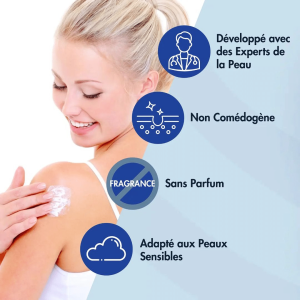 Développé avec
des Experts de
la Peau
Non Comédogène
FRAGRANCE
Sans Parfum
Adapté aux Peaux
Sensibles